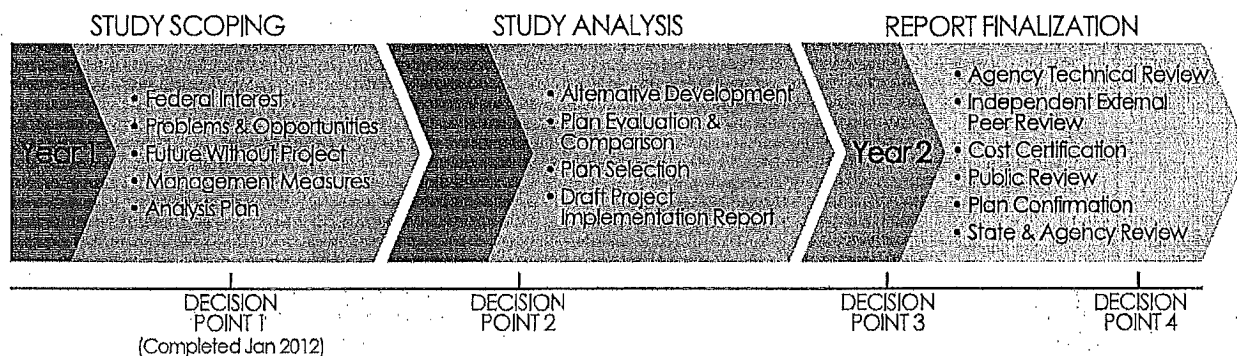 STUDY SCOPING
Year 1
• Federal Interest
• Problems & Opportunities
• Future Without Project
• Management Measures
• Analysis Plan
STUDY ANALYSIS
• Alternative Development
• Plan Evaluation &
Comparison
• Plan Selection
• Draft Project
Implementation Report
REPORT FINALIZATION
Year 2
• Agency Technical Review
• Independent External
Peer Review
• Cost Certification
• Public Review
• Plan Confirmation
• State & Agency Review
DECISION
POINT 1
(Completed Jan 2012)
DECISION
POINT 2
DECISION
POINT 3
DECISION
POINT 4